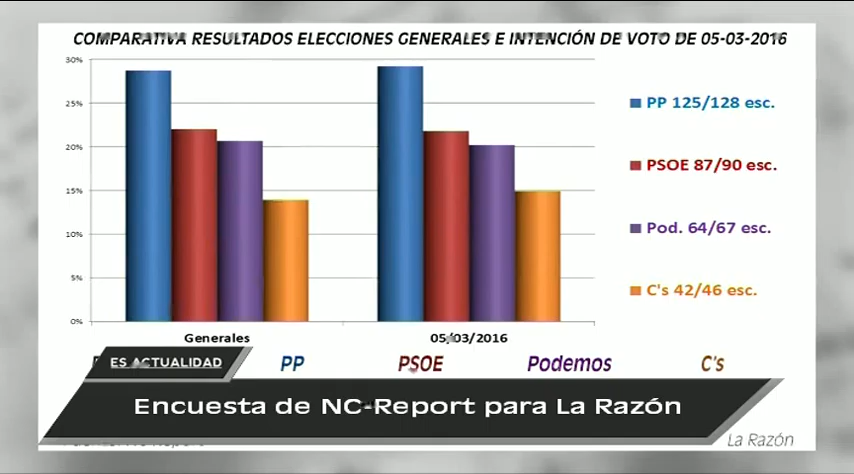 COMPARATIVA RESULTADOS ELECCIONES GENERALES E INTENCIÓN DE VOTO DE 05-03-2016
30%
25%
20%
15%
10%
5%
0%
PP 125/128 esc.
PSOE 87/90 esc.
Pod. 64/67 esc.
C's 42/46 esc.
Generales
05/03/2016
ES ACTUALIDAD
PP
PSOE
Podemos
C's
Encuesta de NC-Report para La Razón
La Razón